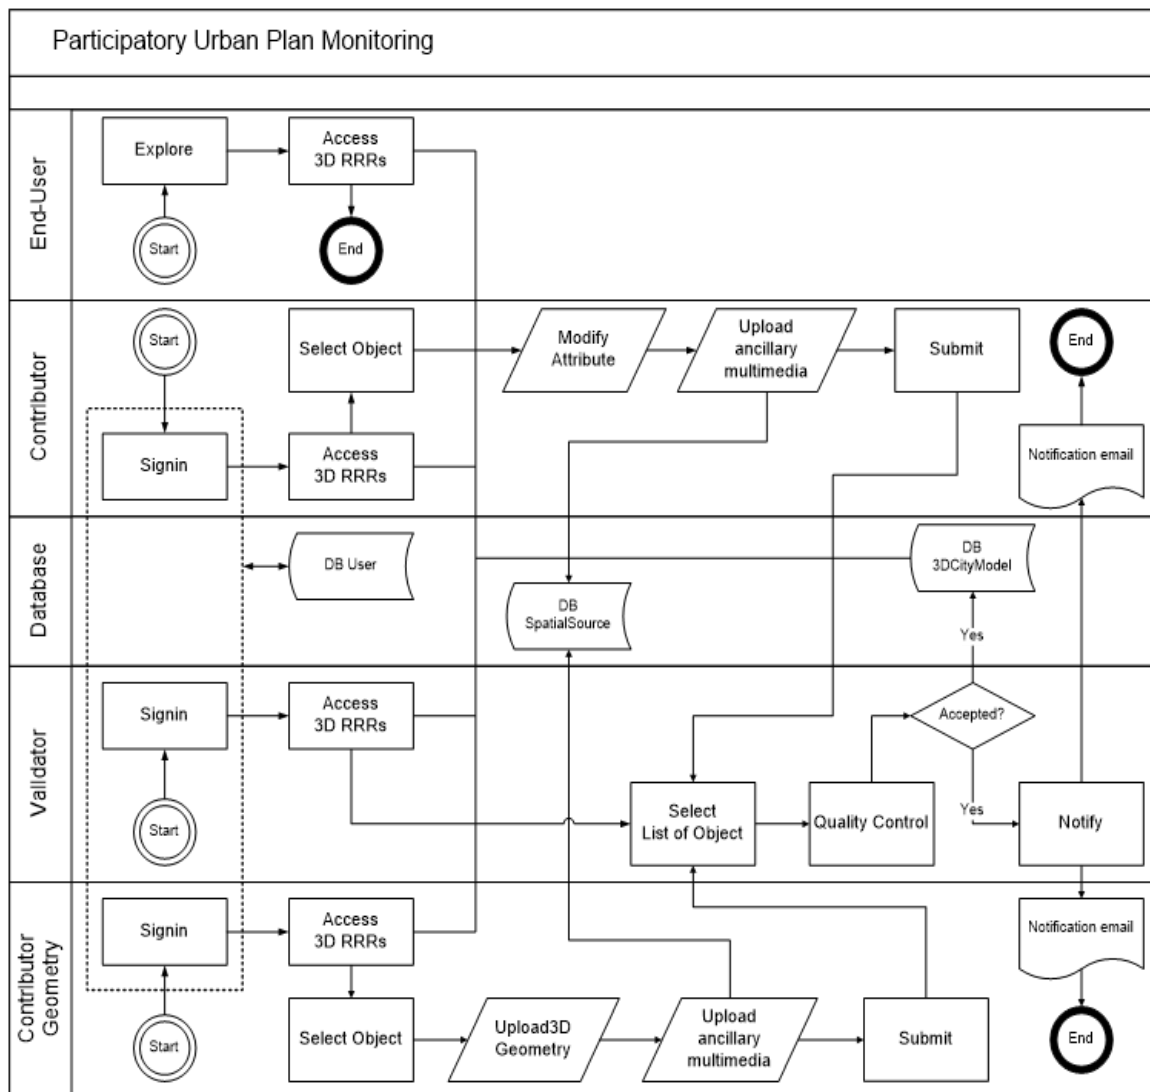 Participatory Urban Plan Monitoring
End-User
Explore
Access
3D RRRs
Start
End
Contributor
Start
Select Object
Modify
Attribute
Upload
ancillary
multimedia
Submit
End
Signin
Access
3D RRRs
Notification email
Database
DB User
DB
SpatialSource
DB
3DCityModel
Yes
Validator
Signin
Access
3D RRRs
Accepted?
Start
Select
List of Object
Quality Control
Yes
Notify
Contributor
Geometry
Signin
Access
3D RRRs
Notification email
Start
Select Object
Upload3D
Geometry
Upload
ancillary
multimedia
Submit
End